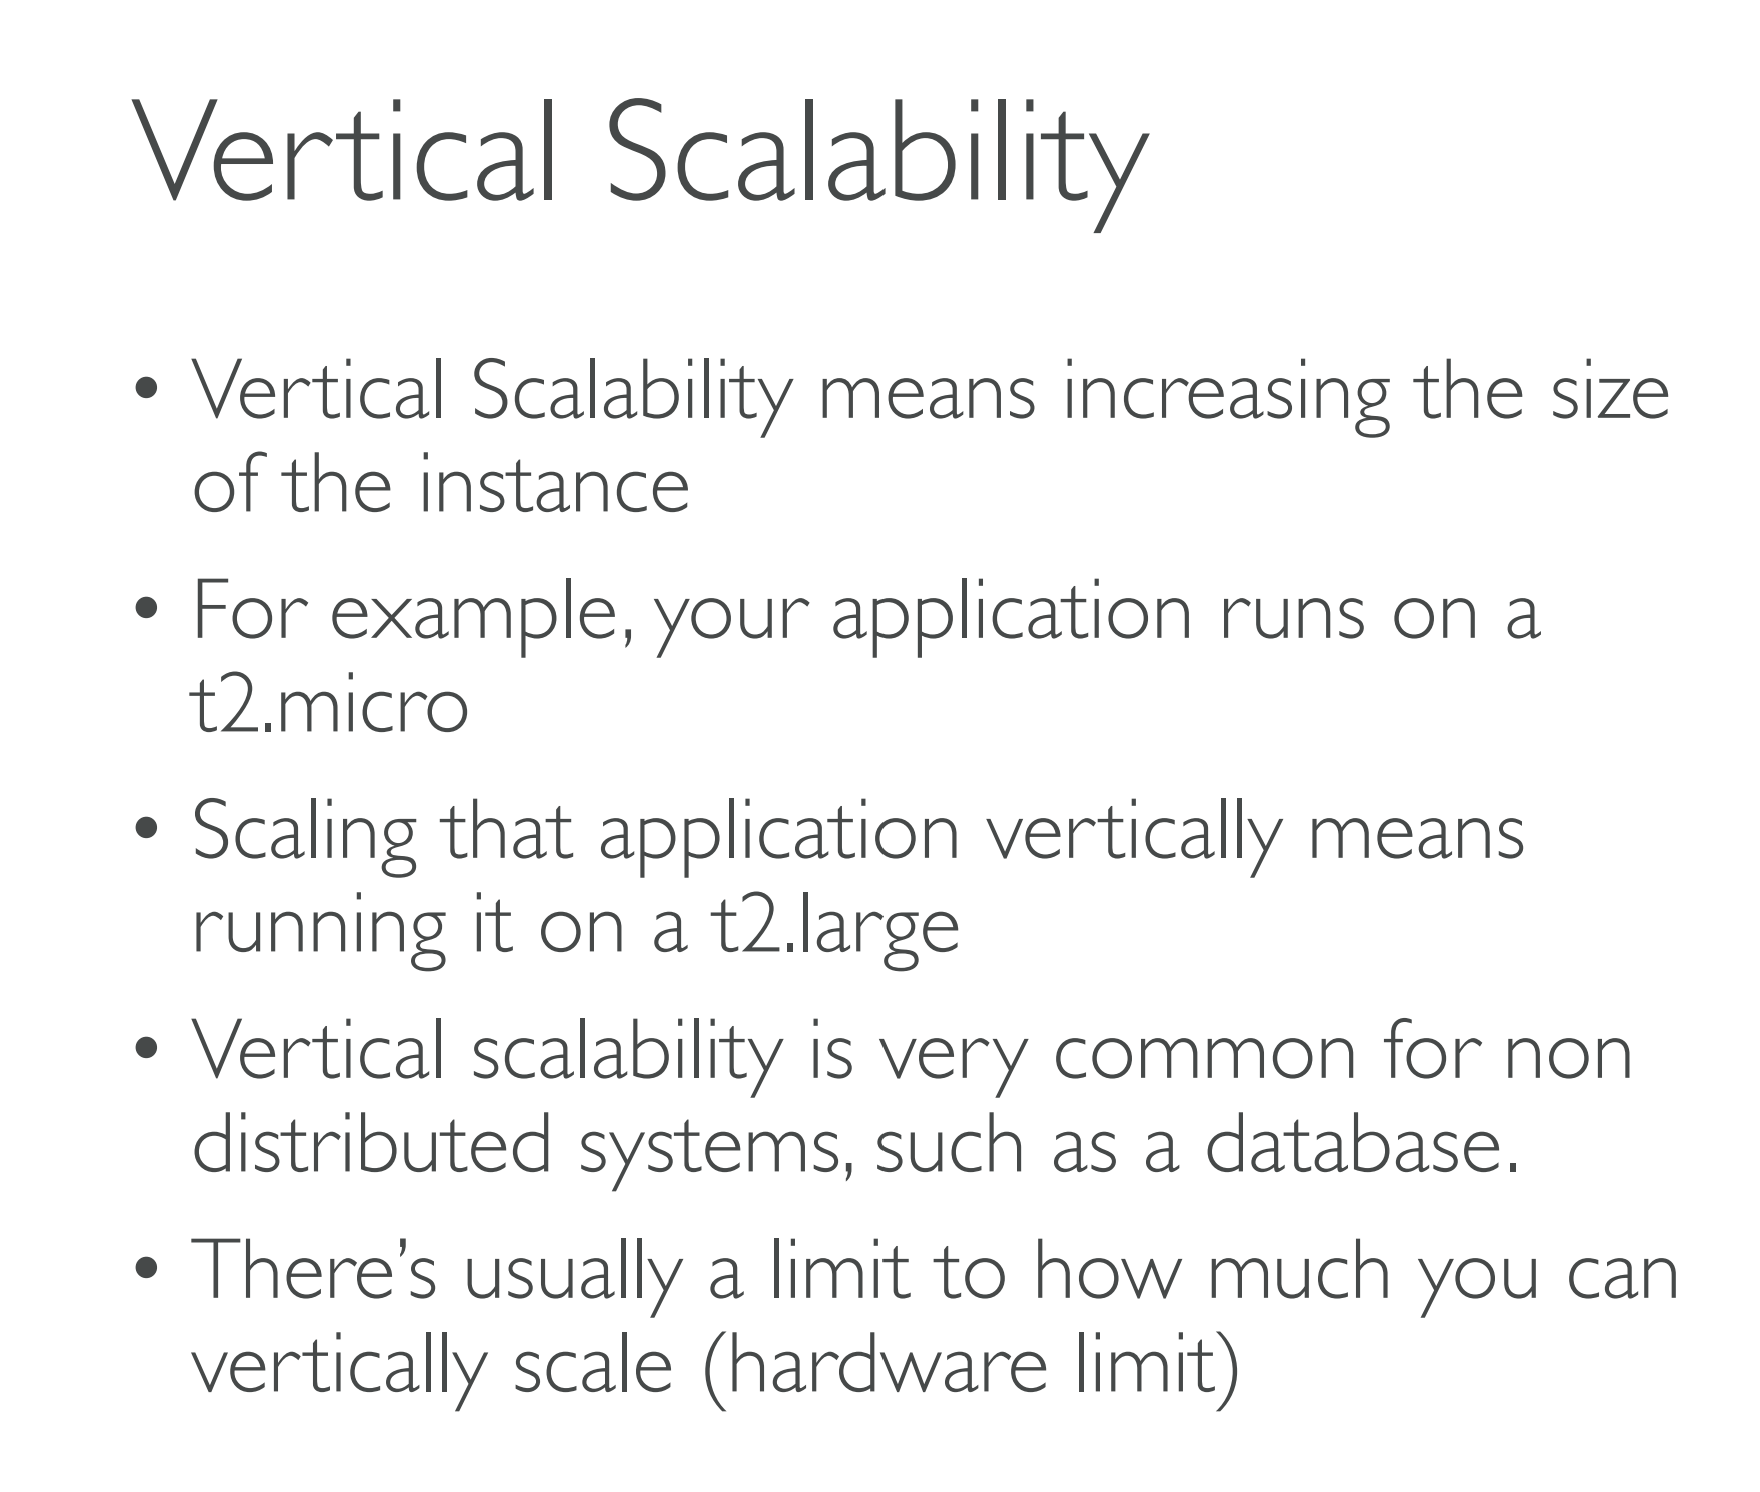 Vertical Scalability
• Vertical Scalability means increasing the size
of the instance
• For example, your application runs on a
t2.micro
• Scaling that application vertically means
running it on a t2.large
• Vertical scalability is very common for non
distributed systems, such as a database.
• There’s usually a limit to how much you can
vertically scale (hardware limit)